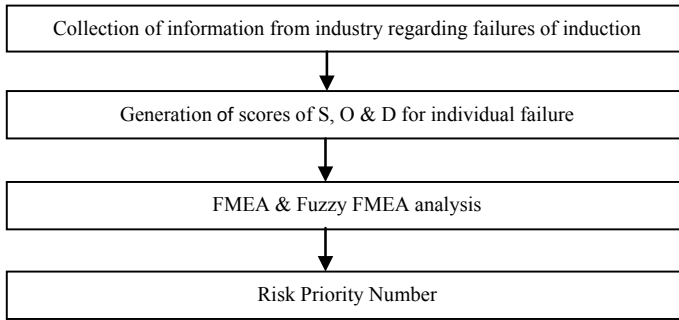 Collection of information from industry regarding failures of induction
Generation of scores of S, O & D for individual failure
FMEA & Fuzzy FMEA analysis
Risk Priority Number